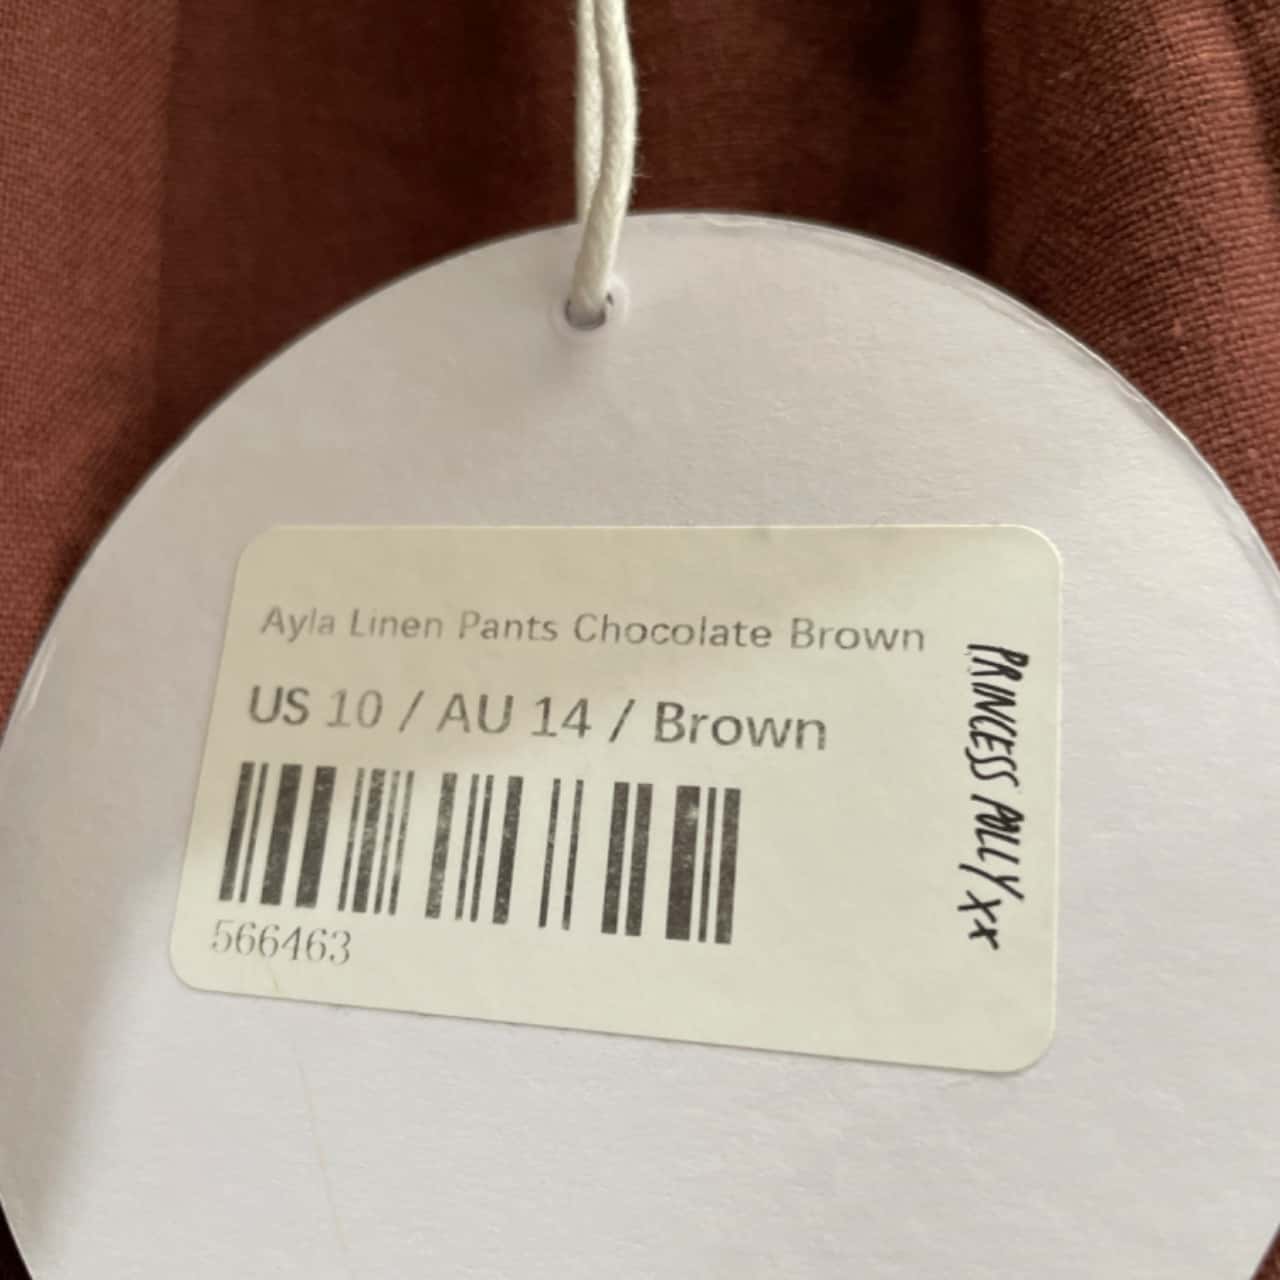 Ayla Linen Pants Chocolate Brown
US 10 / AU 14 / Brown
566463
PRINCESS POLLY xx